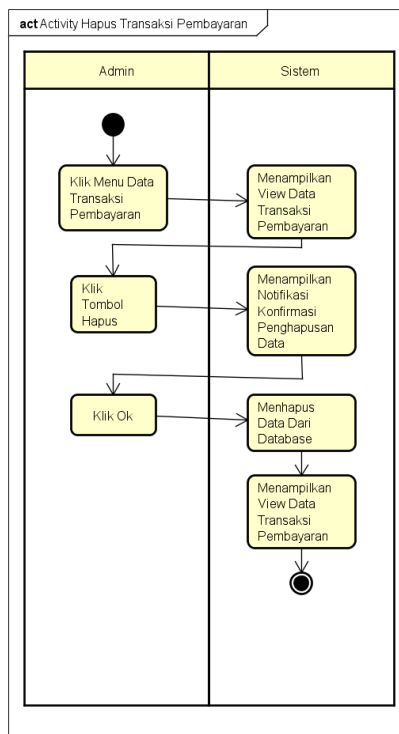 act Activity Hapus Transaksi Pembayaran
Admin
Sistem
Klik Menu Data
Transaksi
Pembayaran
Menampilkan
View Data
Transaksi
Pembayaran
Klik
Tombol
Hapus
Menampilkan
Notifikasi
Konfirmasi
Penghapusan
Data
Klik Ok
Menhapus
Data Dari
Database
Menampilkan
View Data
Transaksi
Pembayaran